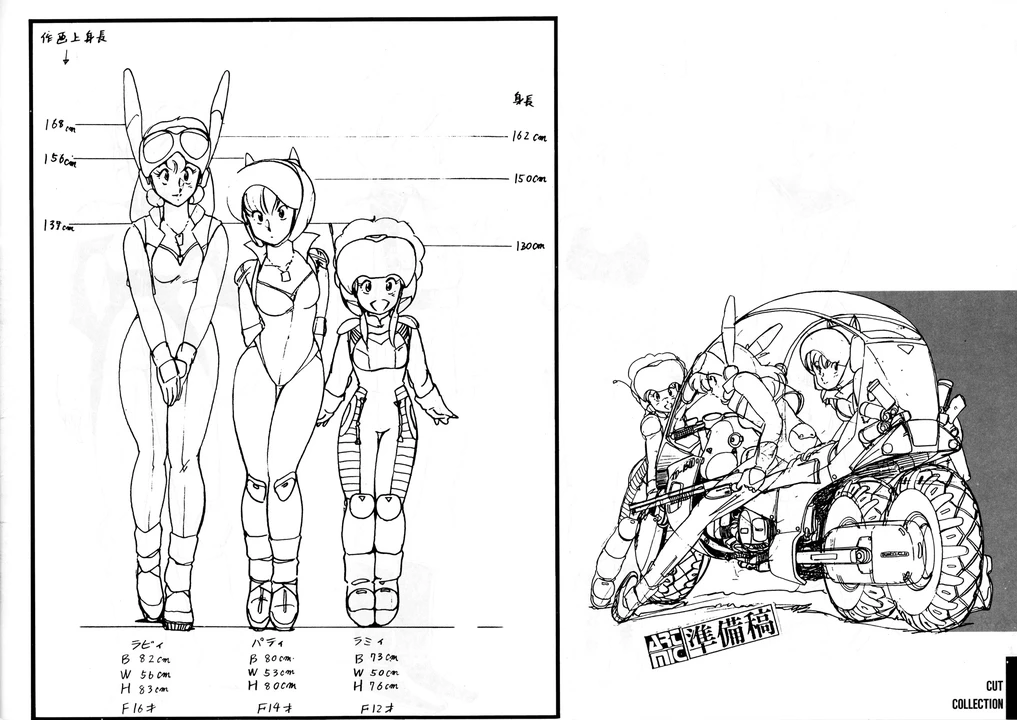 作画上身長
↓
身長
168cm
162cm
156cm
150cm
139cm
130cm
ラビィ
B 82cm
W 56cm
H 83cm
F16才
パティ
B 80cm
W 53cm
H 80cm
F14才
ラミィ
B 73cm
W 50cm
H 76cm
F12才
準備稿
CUT
COLLECTION